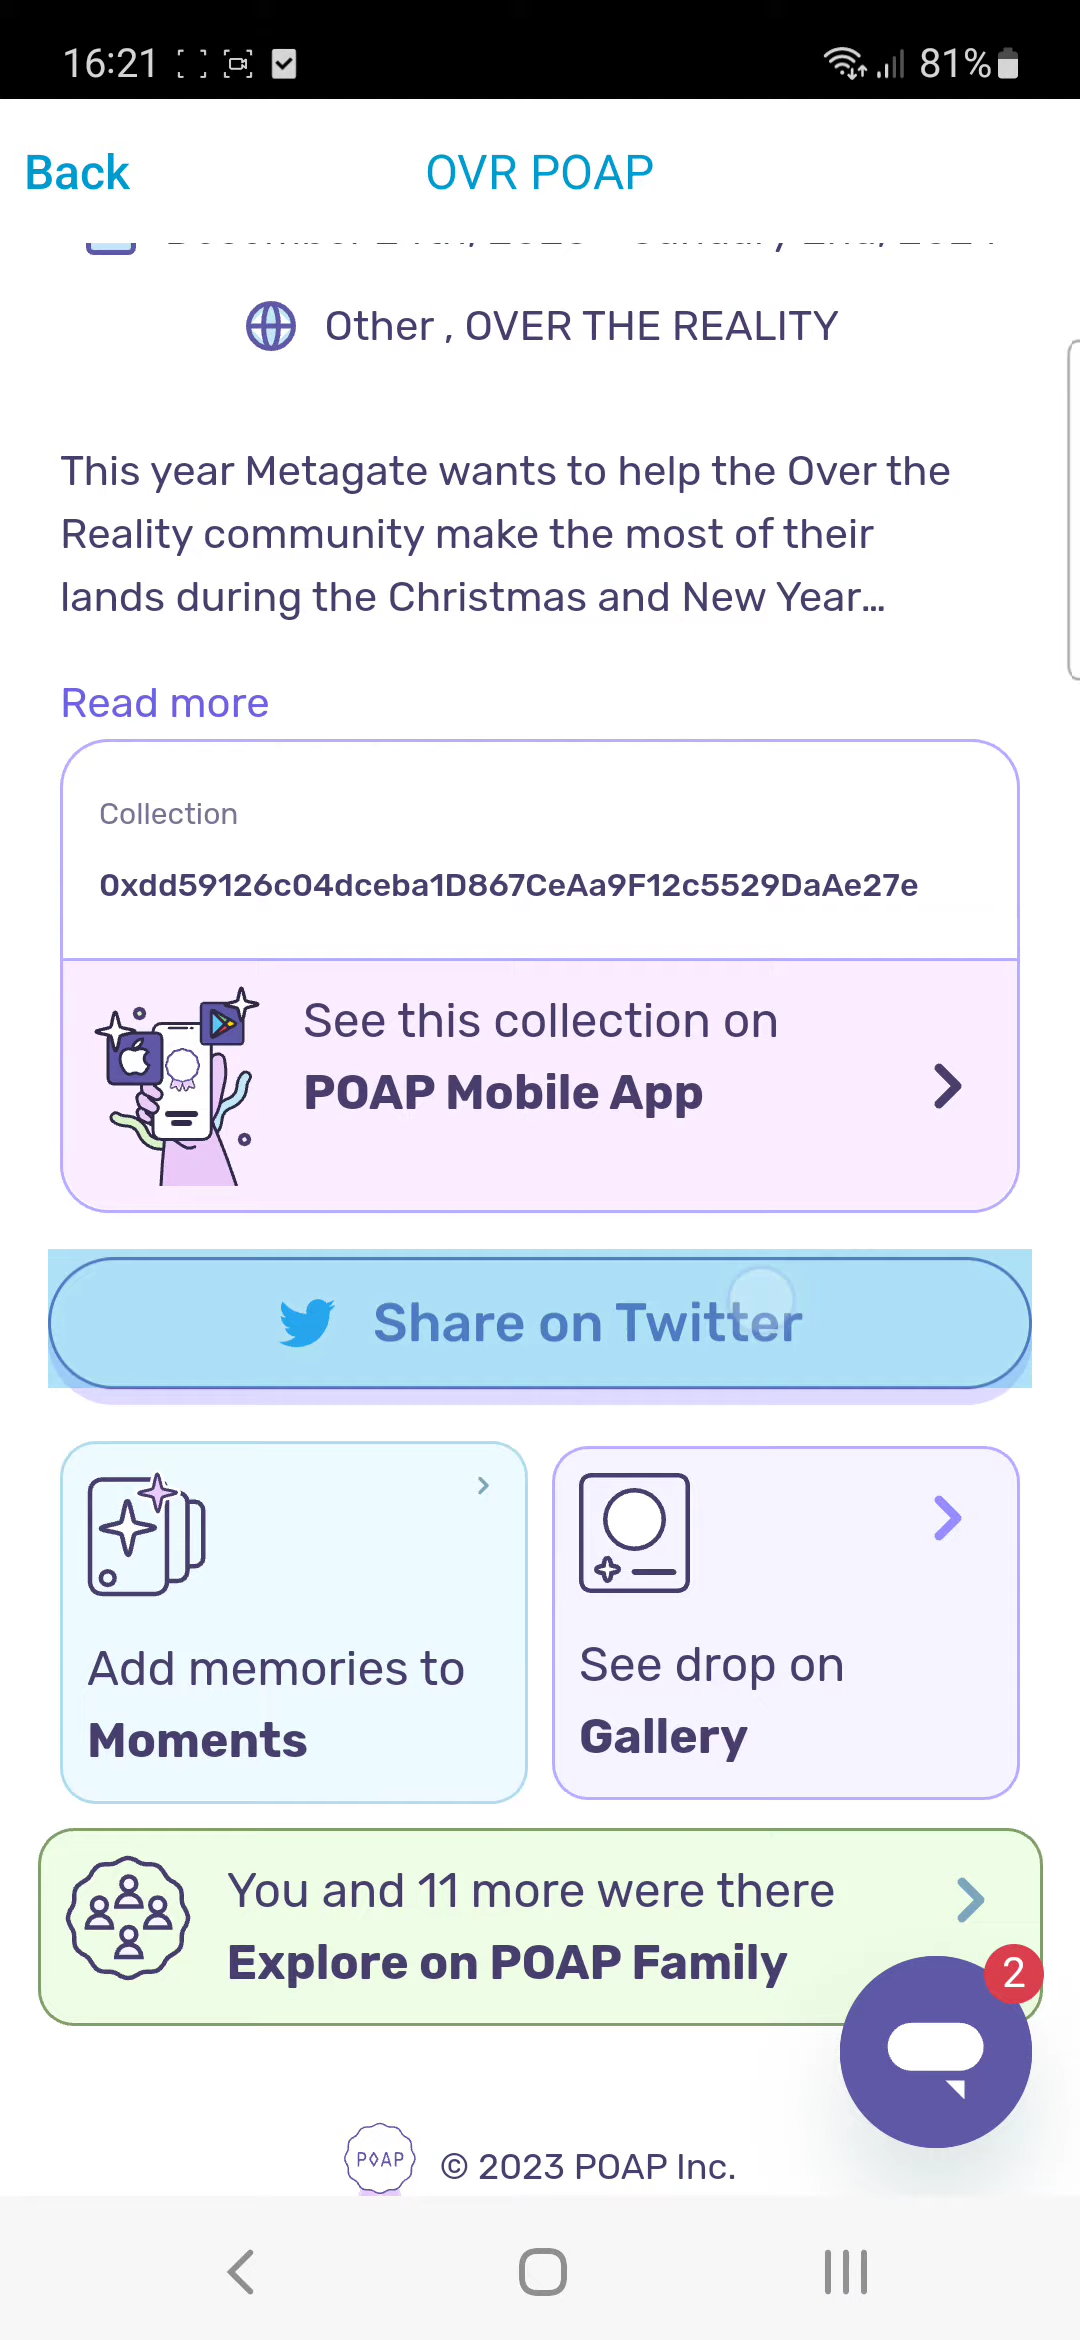 16:21
81%
Back
OVR POAP
Other , OVER THE REALITY
This year Metagate wants to help the Over the
Reality community make the most of their
lands during the Christmas and New Year...
Read more
Collection
0xdd59126c04dceba1D867CeAa9F12c5529DaAe27e
See this collection on
POAP Mobile App
Share on Twitter
Add memories to
Moments
See drop on
Gallery
You and 11 more were there
Explore on POAP Family
2
POAP
© 2023 POAP Inc.